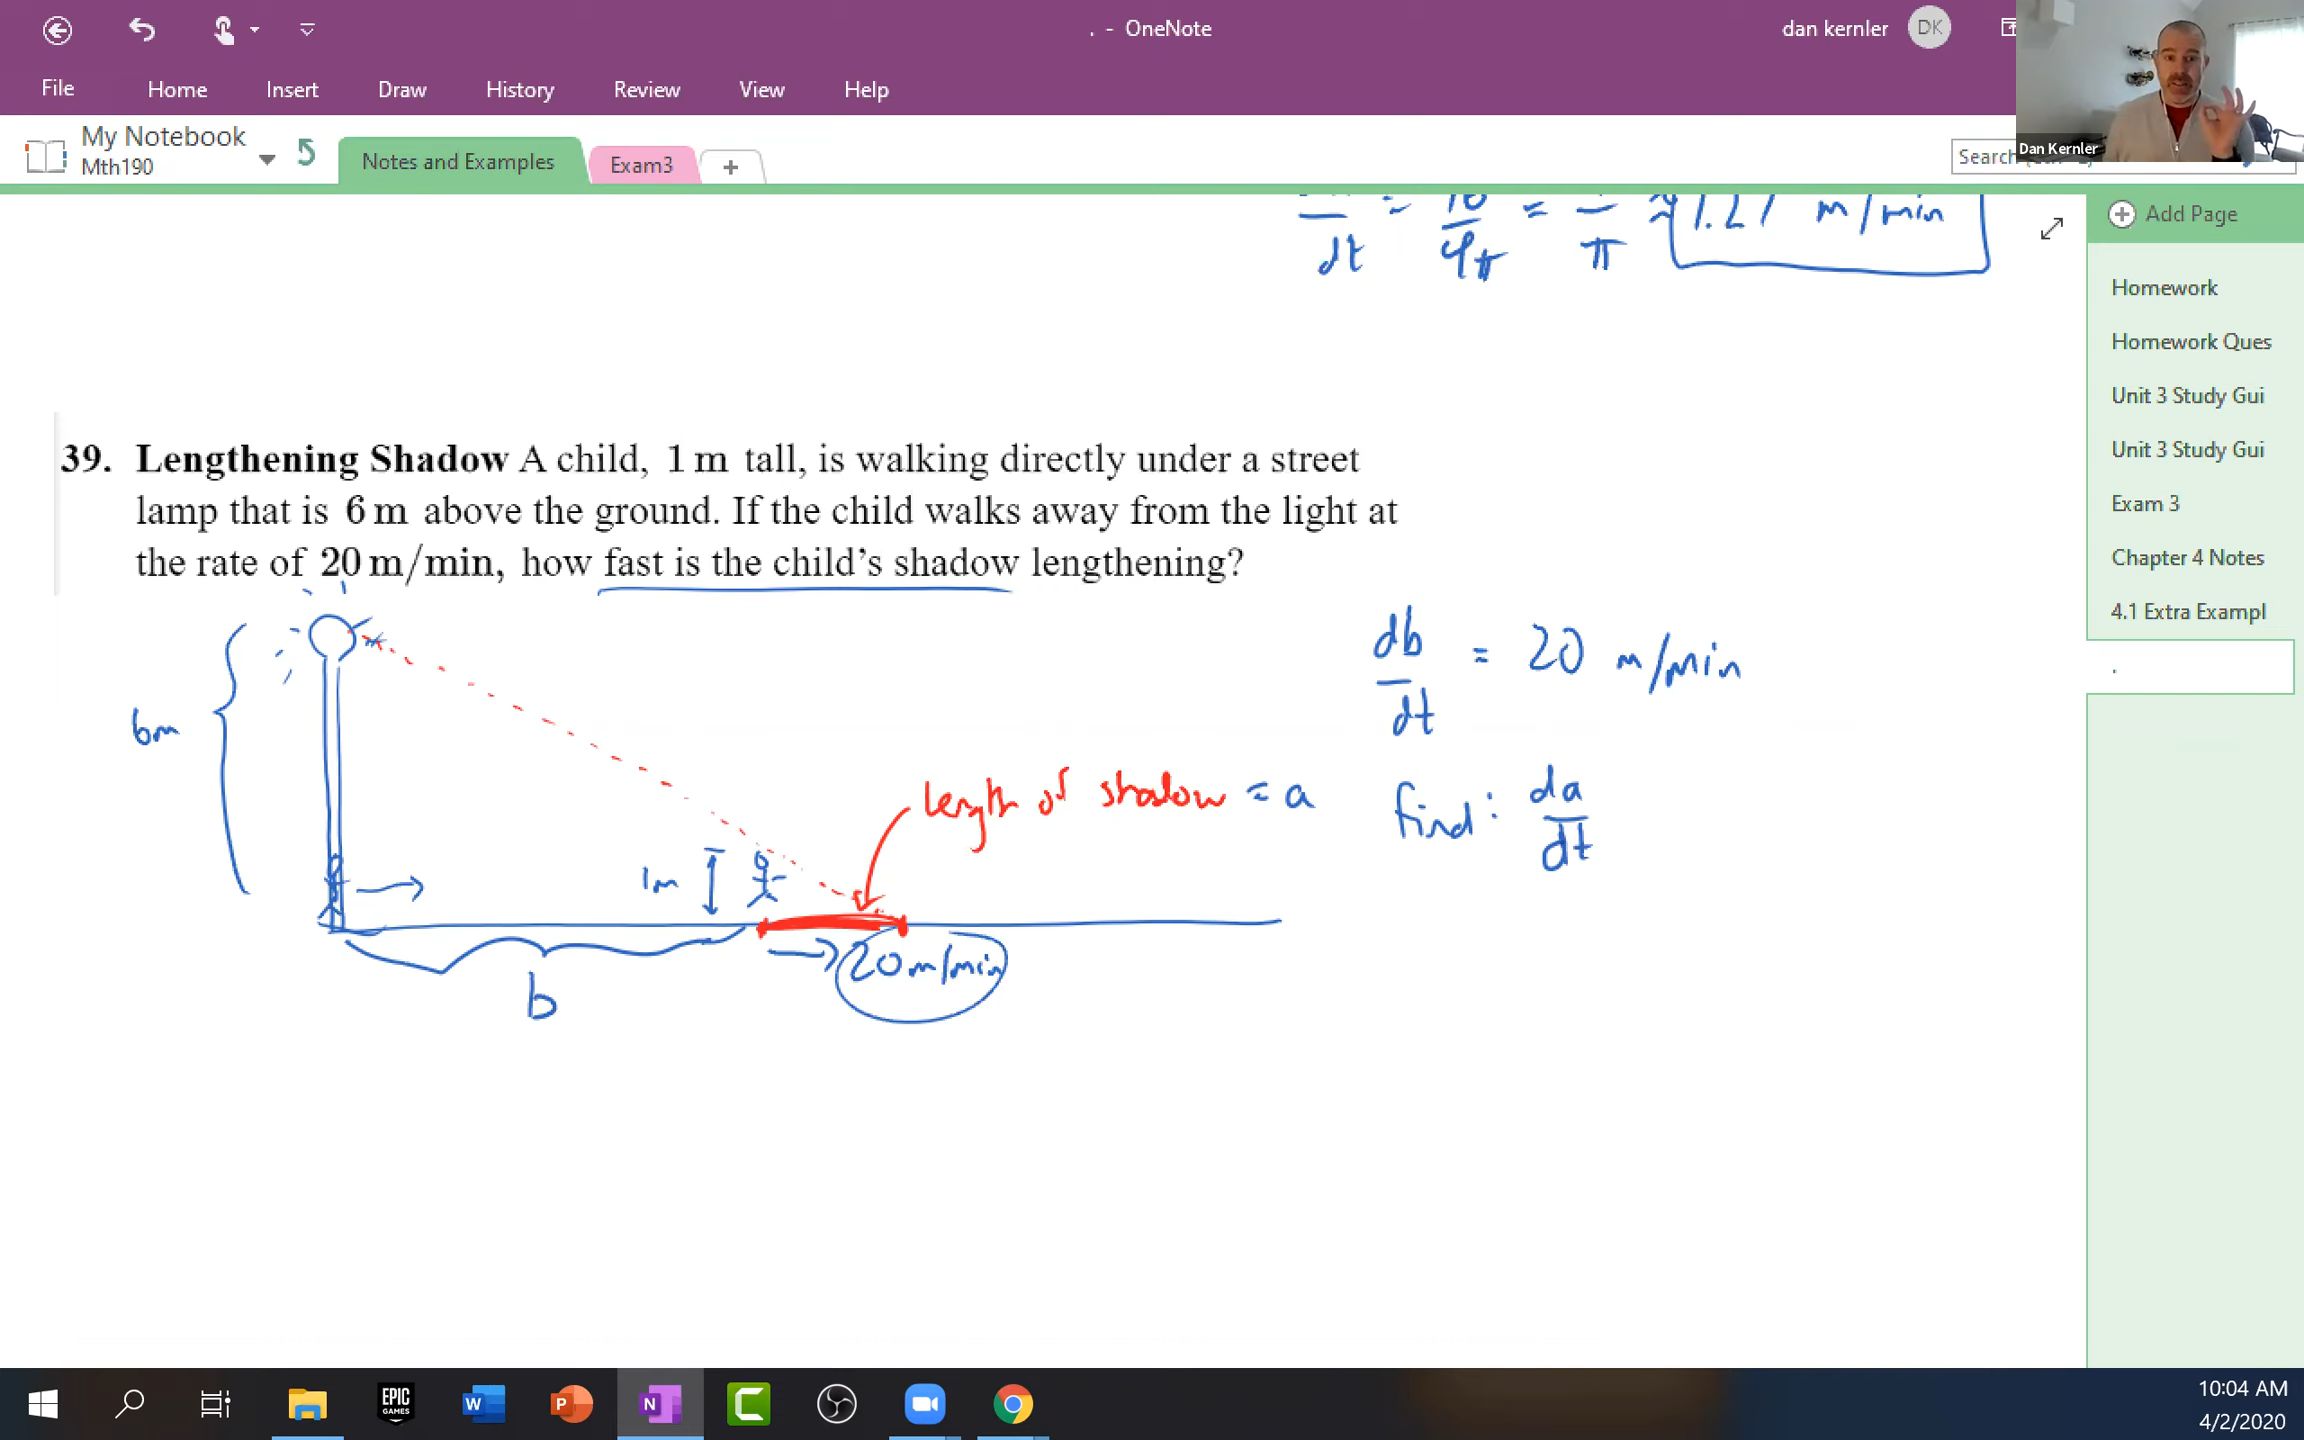 . - OneNote
dan kernler DK
File Home Insert Draw History Review View Help
My Notebook
Mth190
Notes and Examples
Exam3
+
Search
Dan Kernler
dt = 4π = π ≈ 1.27 m/min
Add Page
Homework
Homework Ques
Unit 3 Study Gui
Unit 3 Study Gui
Exam 3
Chapter 4 Notes
4.1 Extra Exampl
.
39. Lengthening Shadow A child, 1 m tall, is walking directly under a street
lamp that is 6 m above the ground. If the child walks away from the light at
the rate of 20 m/min, how fast is the child's shadow lengthening?
db/dt = 20 m/min
6m
length of shadow = a
find: da/dt
1m
20 m/min
b
EPIC
GAMES
10:04 AM
4/2/2020